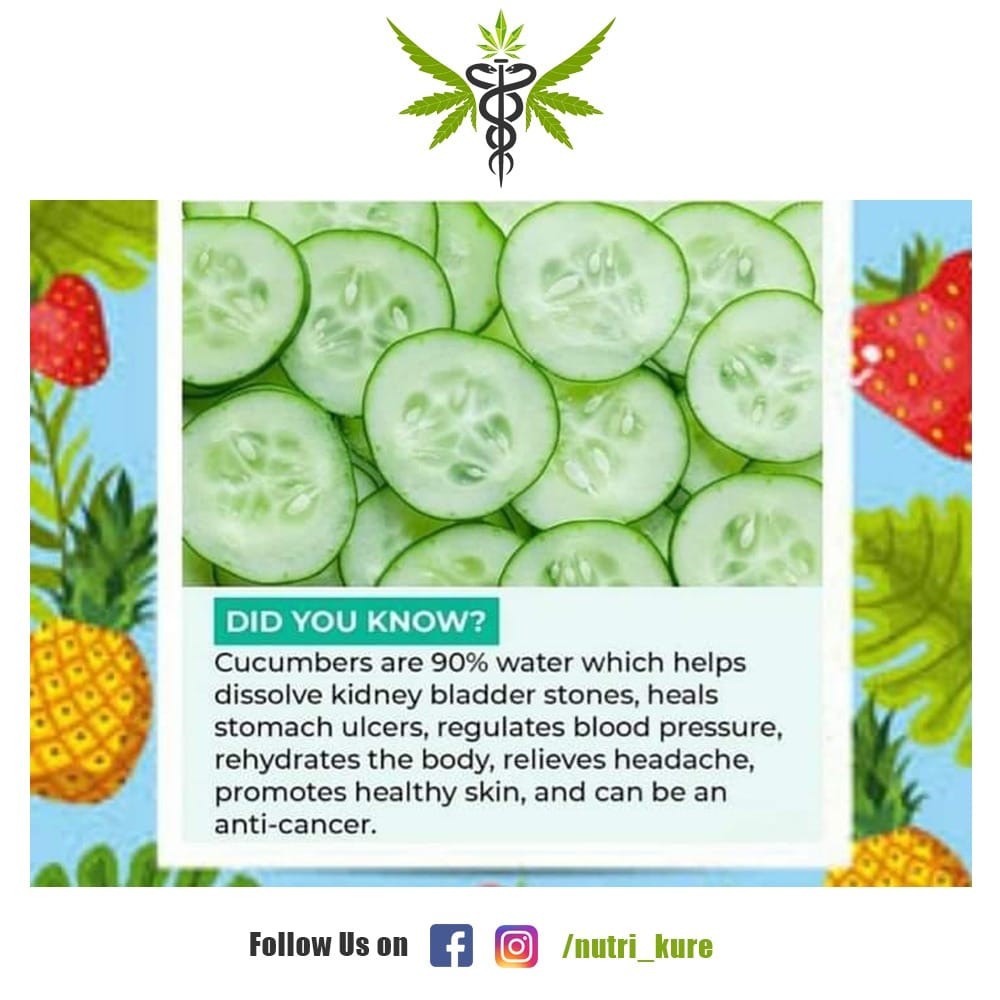 DID YOU KNOW?
Cucumbers are 90% water which helps
dissolve kidney bladder stones, heals
stomach ulcers, regulates blood pressure,
rehydrates the body, relieves headache,
promotes healthy skin, and can be an
anti-cancer.
Follow Us on /nutri_kure